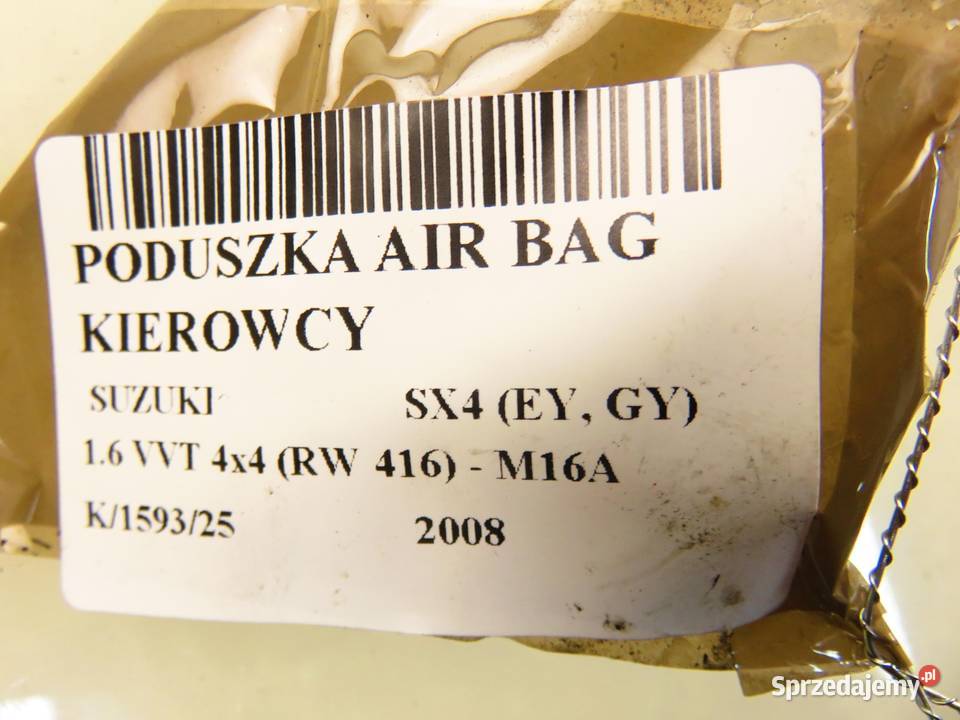 PODUSZKA AIR BAG
KIEROWCY
SUZUKI SX4 (EY, GY)
1.6 VVT 4x4 (RW 416) - M16A
K/1593/25 2008
Sprzedajemy.pl